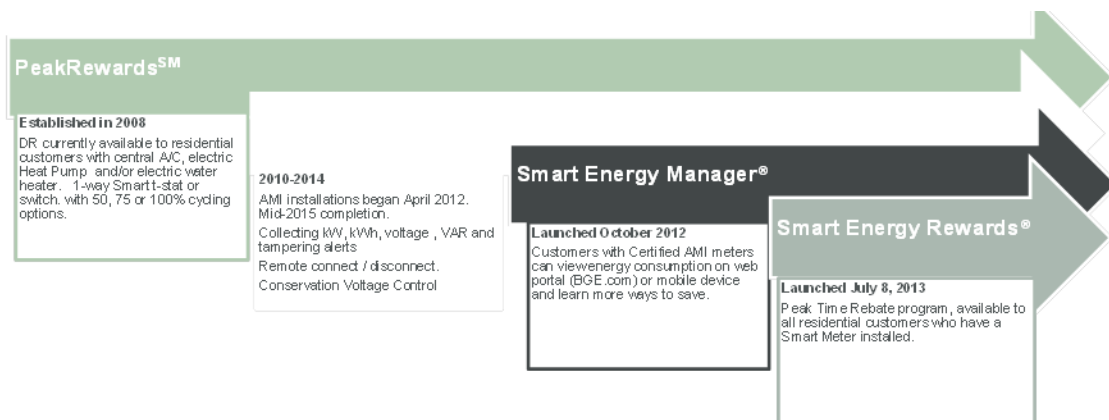 PeakRewardsSM
Established in 2008
DR currently available to residential
customers with central A/C, electric
Heat Pump and/or electric water
heater. 1-way Smart t-stat or
switch. with 50, 75 or 100% cycling
options.
2010-2014
AMI installations began April 2012.
Mid-2015 completion.
Collecting kW, kWh, voltage , VAR and
tampering alerts
Remote connect / disconnect.
Conservation Voltage Control
Smart Energy Manager®
Launched October 2012
Customers with Certified AMI meters
can viewenergy consumption on web
portal (BGE.com) or mobile device
and learn more ways to save.
Smart Energy Rewards®
Launched July 8, 2013
Peak Time Rebate program, available to
all residential customers who have a
Smart Meter installed.